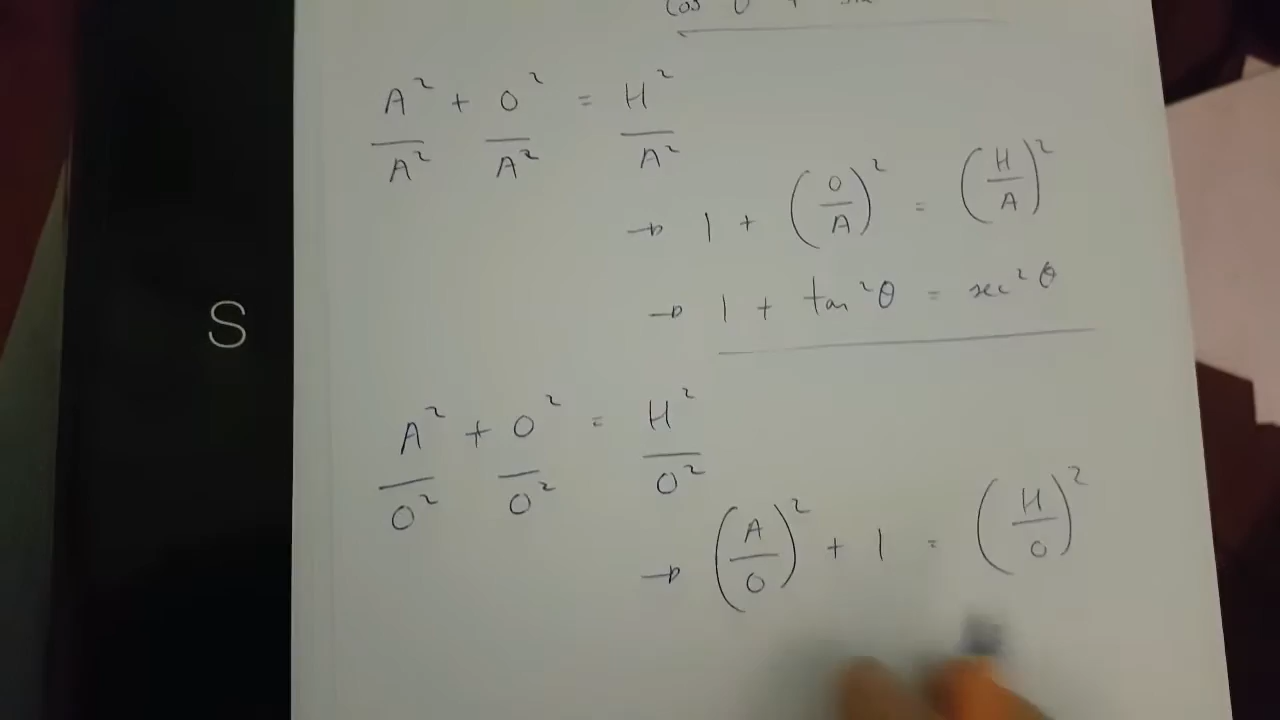 Cos θ +
A² + O² = H²
A² A² A²
→ 1 + (O/A)² = (H/A)²
→ 1 + tan²θ = sec²θ
S
A² + O² = H²
O² O² O²
→ (A/O)² + 1 = (H/O)²